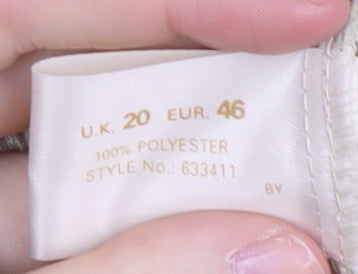 U.K. 20 EUR. 46
100% POLYESTER
STYLE No.: 633411
BY